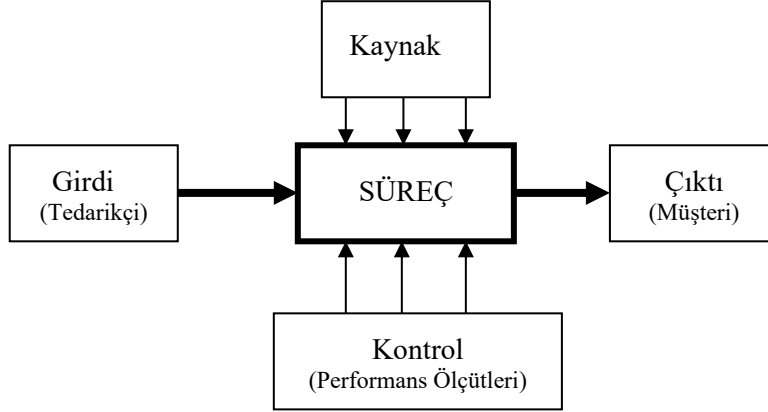 Kaynak
Girdi
(Tedarikçi)
SÜREÇ
Çıktı
(Müşteri)
Kontrol
(Performans Ölçütleri)